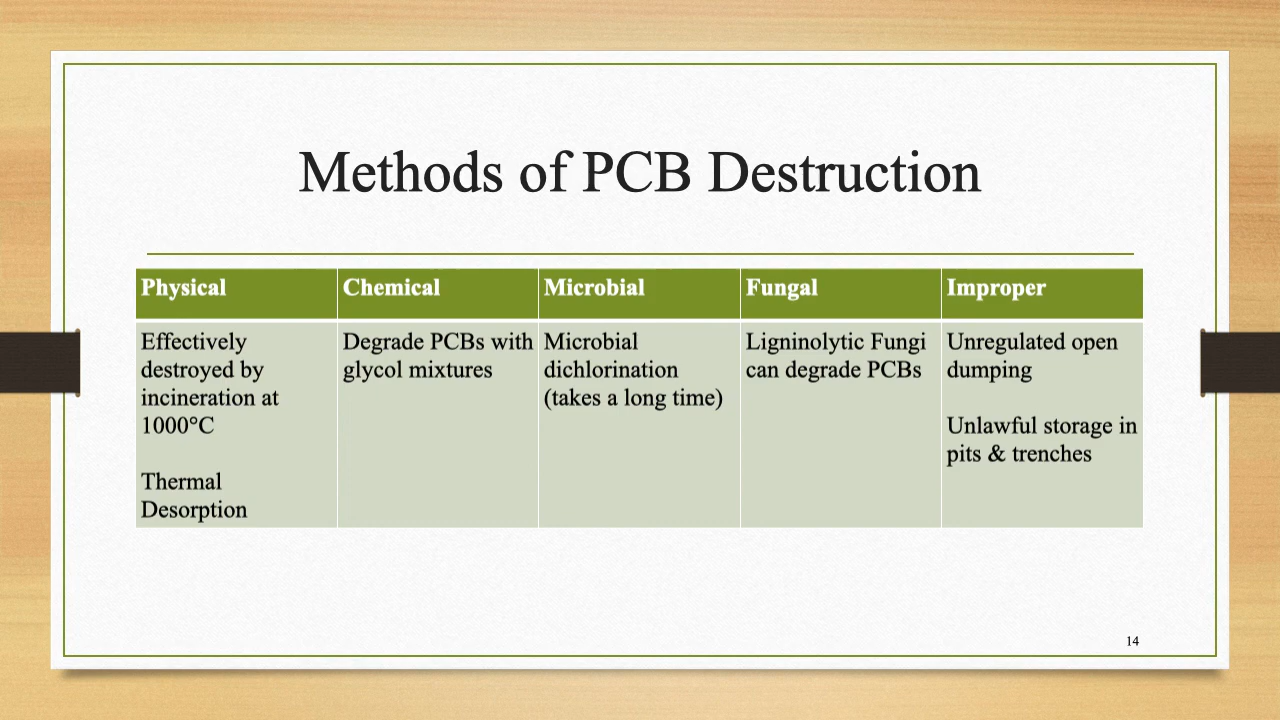 Methods of PCB Destruction
Physical
Chemical
Microbial
Fungal
Improper
Effectively
destroyed by
incineration at
1000°C
Thermal
Desorption
Degrade PCBs with
glycol mixtures
Microbial
dichlorination
(takes a long time)
Ligninolytic Fungi
can degrade PCBs
Unregulated open
dumping
Unlawful storage in
pits & trenches
14